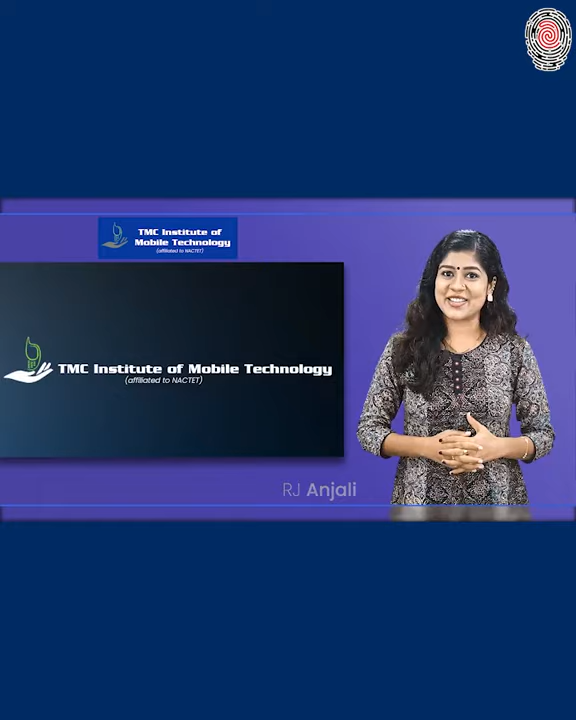 TMC Institute of
Mobile Technology
(affiliated to NACTET)
TMC Institute of Mobile Technology
(affiliated to NACTET)
RJ Anjali